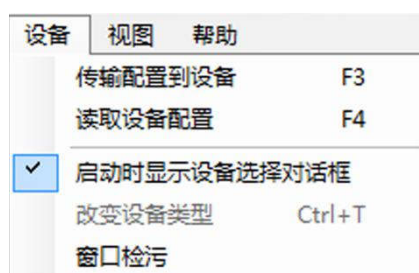 设备 视图 帮助
传输配置到设备 F3
读取设备配置 F4
启动时显示设备选择对话框
改变设备类型 Ctrl+T
窗口检污